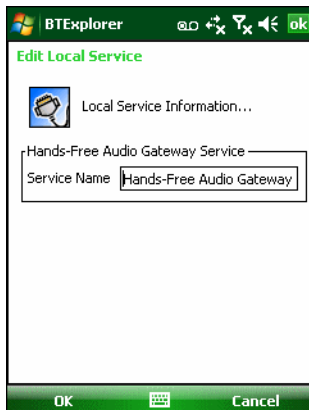 BTExplorer ok
Edit Local Service
Local Service Information...
Hands-Free Audio Gateway Service
Service Name Hands-Free Audio Gateway
OK Cancel